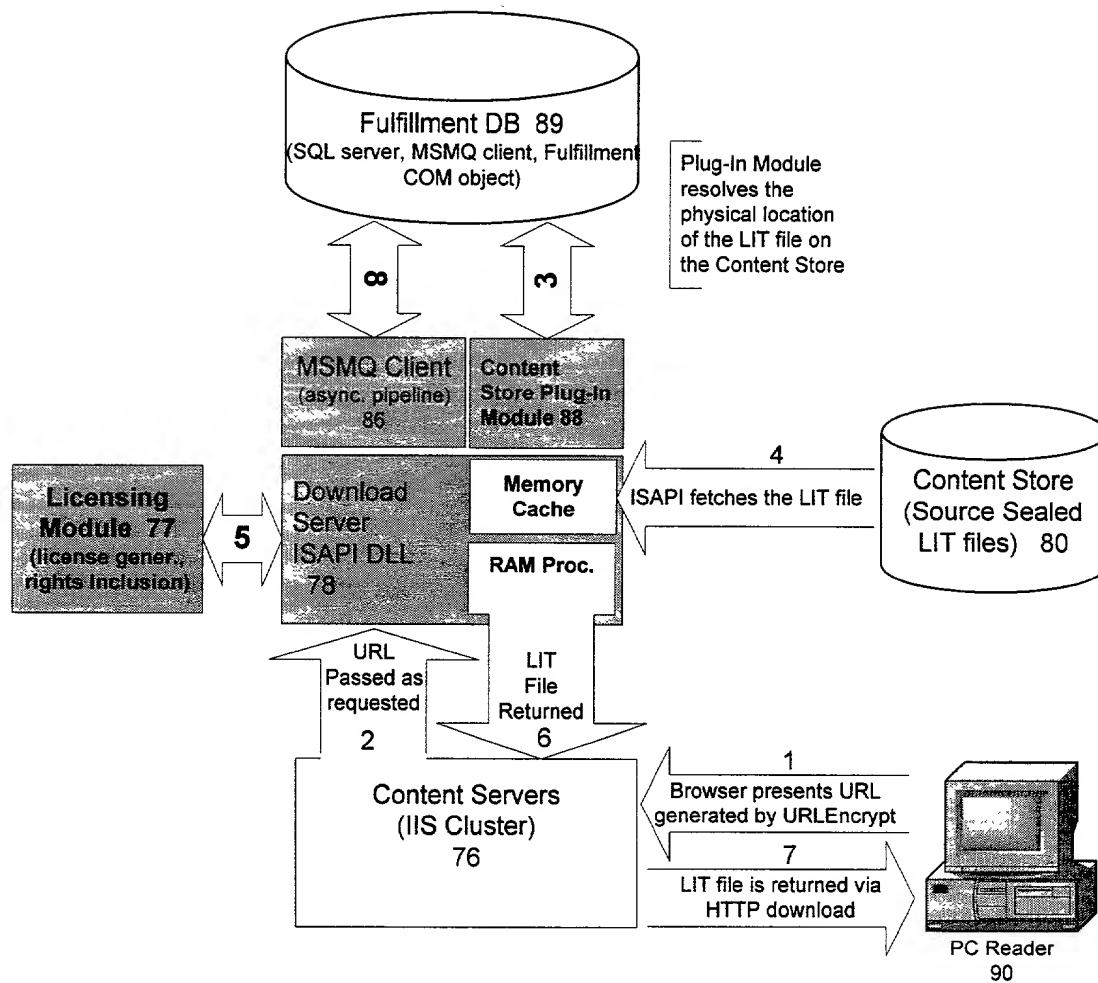 Fulfillment DB 89
(SQL server, MSMQ client, Fulfillment
COM object)
Plug-In Module
resolves the
physical location
of the LIT file on
the Content Store
8
3
MSMQ Client
(async. pipeline)
86
Content
Store Plug-In
Module 88
Licensing
Module 77
(license gener.,
rights inclusion)
5
Download
Server
ISAPI DLL
78
Memory
Cache
RAM Proc.
4
ISAPI fetches the LIT file
Content Store
(Source Sealed
LIT files) 80
URL
Passed as
requested
2
LIT
File
Returned
6
Content Servers
(IIS Cluster)
76
1
Browser presents URL
generated by URLEncrypt
7
LIT file is returned via
HTTP download
PC Reader
90